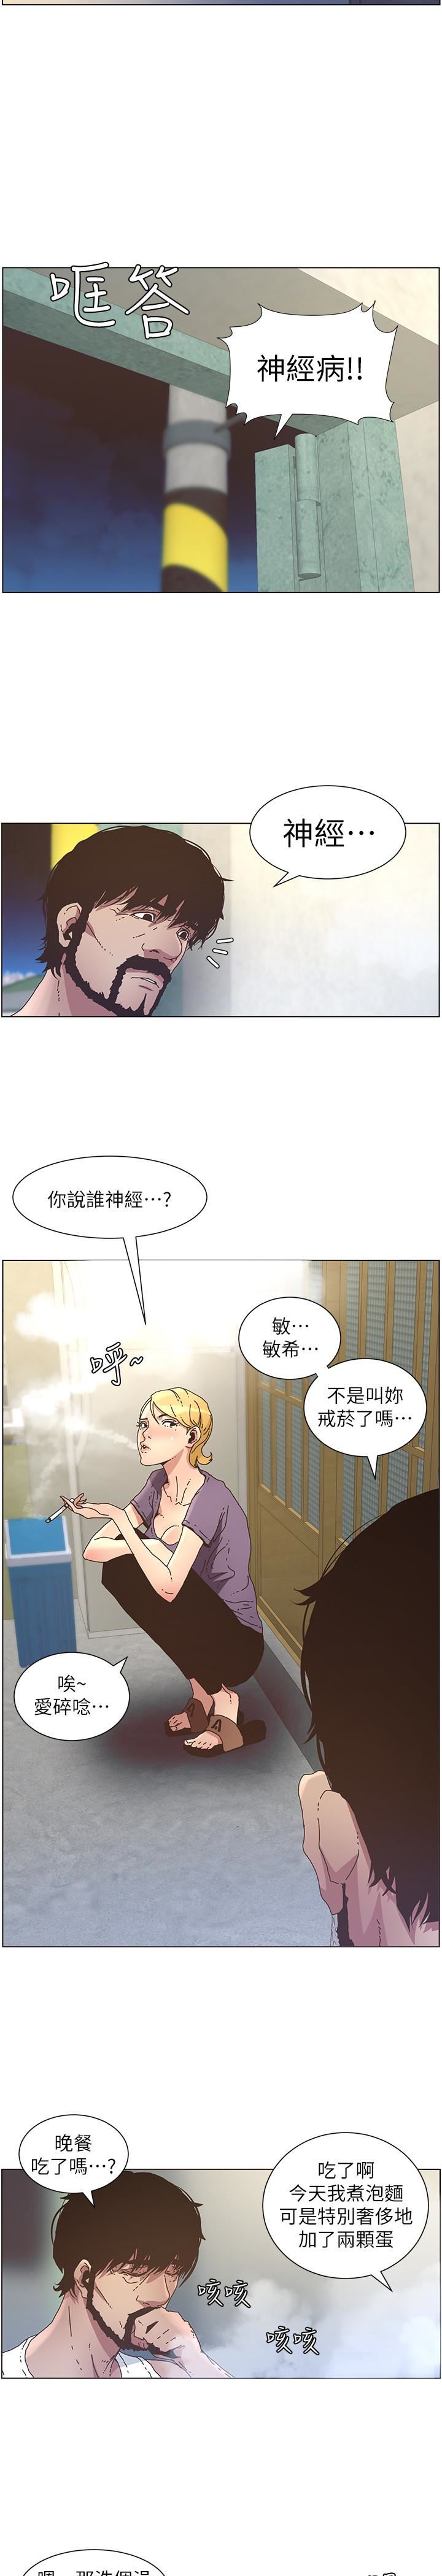 哐答
神經病!!
神經…
你說誰神經…?
呼~
敏…
敏希…
不是叫妳
戒菸了嗎…
唉~
愛碎唸…
晚餐
吃了嗎…?
吃了啊
今天我煮泡麵
可是特別奢侈地
加了兩顆蛋
咳咳
咳咳